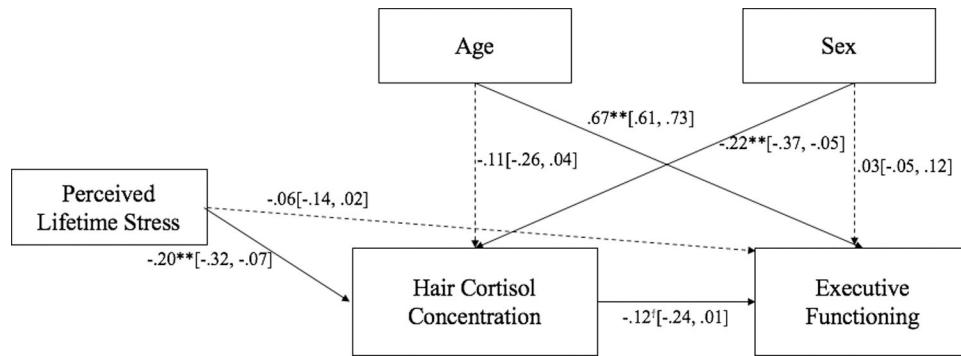 Age
Sex
.67**[.61, .73]
-.22**[-.37, -.05]
-.11[-.26, .04]
.03[-.05, .12]
Perceived
Lifetime Stress
-.06[-.14, .02]
-.20**[-.32, -.07]
Hair Cortisol
Concentration
-.12ᵗ[-.24, .01]
Executive
Functioning